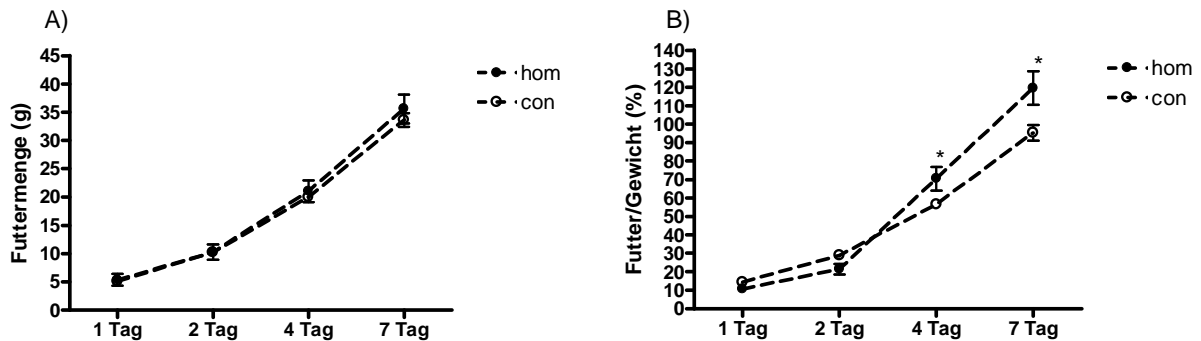 A)
Futtermenge (g)
45
40
35
30
25
20
15
10
5
0
1 Tag 2 Tag 4 Tag 7 Tag
hom
con
B)
Futter/Gewicht (%)
140
130
120
110
100
90
80
70
60
50
40
30
20
10
0
*
*
1 Tag 2 Tag 4 Tag 7 Tag
hom
con